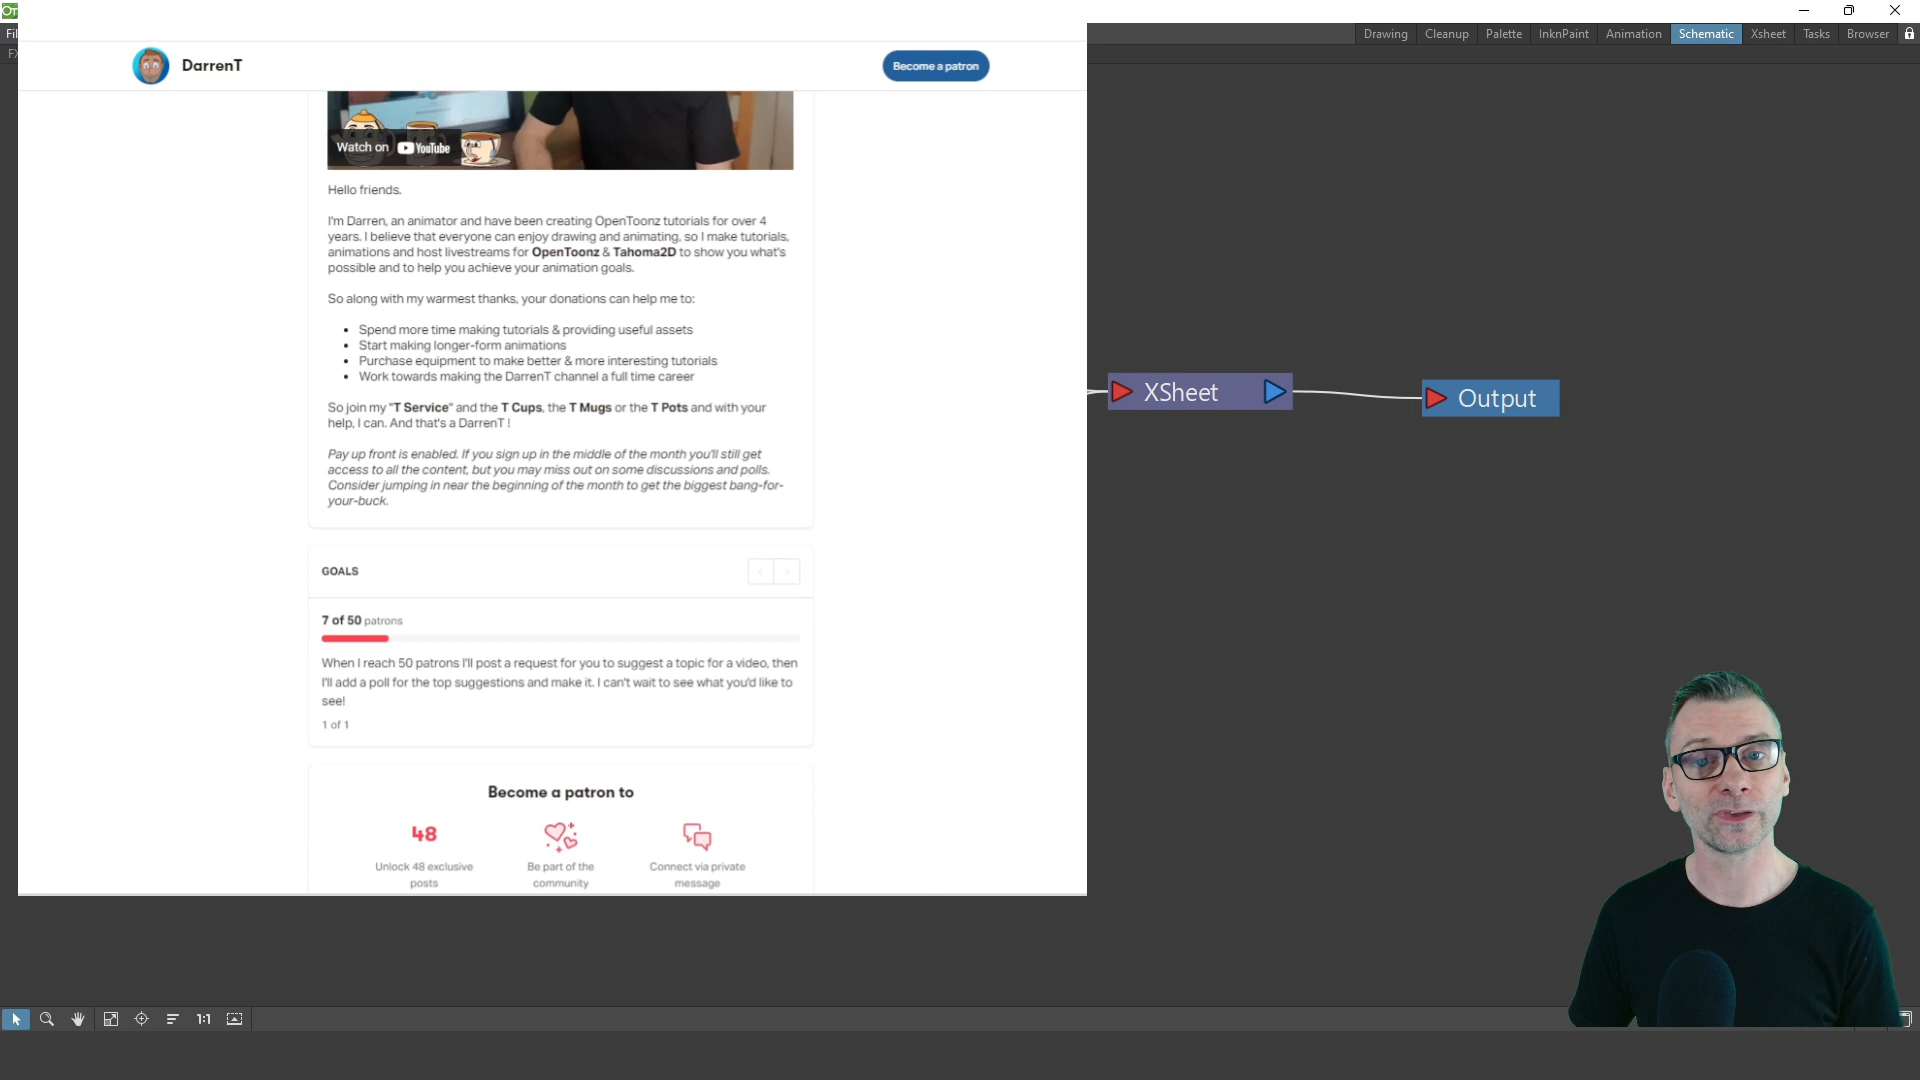 OT
Fil
Drawing
Cleanup
Palette
InknPaint
Animation
Schematic
Xsheet
Tasks
Browser
DarrenT
Become a patron
Watch on YouTube
Hello friends.
I'm Darren, an animator and have been creating OpenToonz tutorials for over 4
years. I believe that everyone can enjoy drawing and animating, so I make tutorials,
animations and host livestreams for OpenToonz & Tahoma2D to show you what's
possible and to help you achieve your animation goals.
So along with my warmest thanks, your donations can help me to:
• Spend more time making tutorials & providing useful assets
• Start making longer-form animations
• Purchase equipment to make better & more interesting tutorials
• Work towards making the DarrenT channel a full time career
So join my "T Service" and the T Cups, the T Mugs or the T Pots and with your
help, I can. And that's a DarrenT !
Pay up front is enabled. If you sign up in the middle of the month you'll still get
access to all the content, but you may miss out on some discussions and polls.
Consider jumping in near the beginning of the month to get the biggest bang-for-
your-buck.
GOALS
7 of 50 patrons
When I reach 50 patrons I'll post a request for you to suggest a topic for a video, then
I'll add a poll for the top suggestions and make it. I can't wait to see what you'd like to
see!
1 of 1
Become a patron to
48
Unlock 48 exclusive
posts
Be part of the
community
Connect via private
message
XSheet
Output
1:1